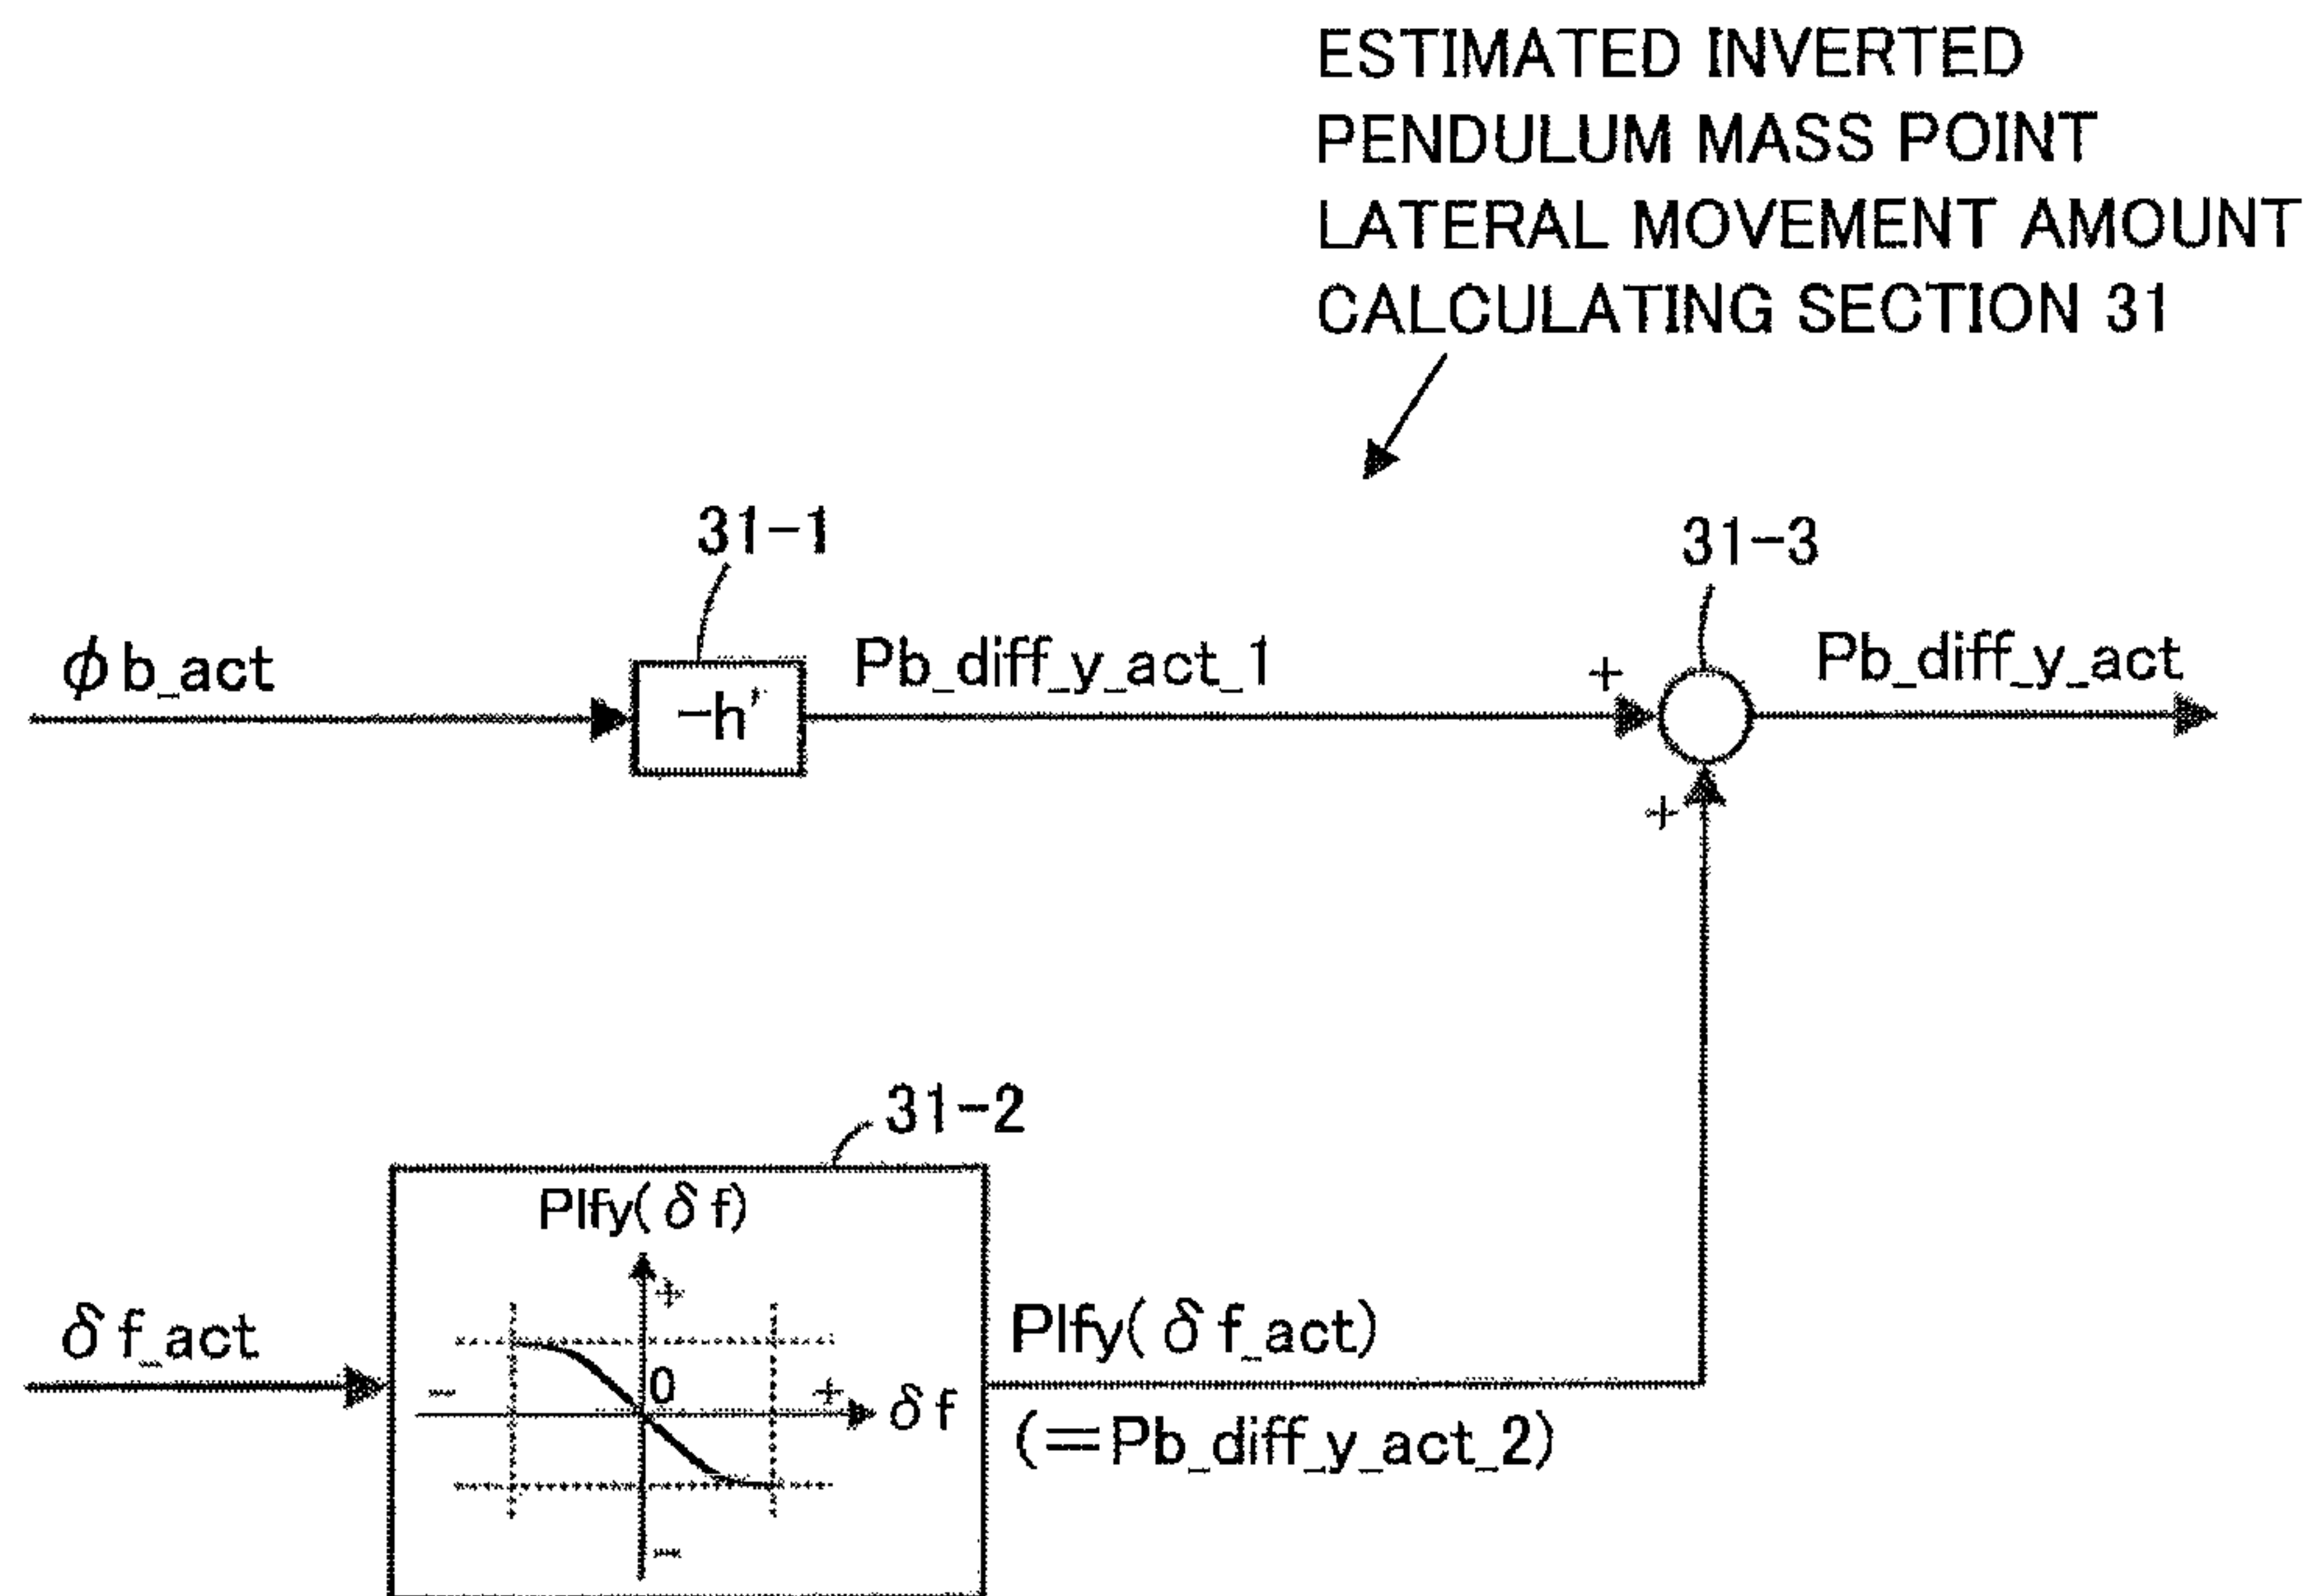 ESTIMATED INVERTED
PENDULUM MASS POINT
LATERAL MOVEMENT AMOUNT
CALCULATING SECTION 31
31-1
31-3
ϕb_act
-h'
Pb_diff_y_act_1
+
Pb_diff_y_act
+
31-2
Plfy(δf)
+
δf_act
0
-
+
δf
-
Plfy(δf_act)
(=Pb_diff_y_act_2)